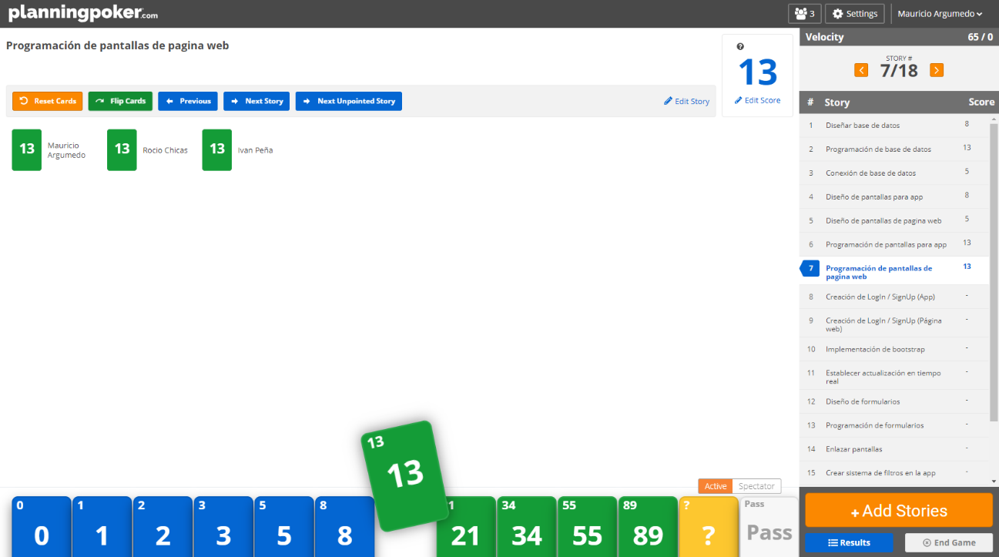 planningpoker.com
3
Settings
Mauricio Argumedo
Programación de pantallas de pagina web
?
13
Edit Score
Reset Cards
Flip Cards
Previous
Next Story
Next Unpointed Story
Edit Story
13
Mauricio
Argumedo
13
Rocio Chicas
13
Ivan Peña
Velocity 65 / 0
STORY #
7/18
# Story Score
1 Diseñar base de datos 8
2 Programación de base de datos 13
3 Conexión de base de datos 5
4 Diseño de pantallas para app 8
5 Diseño de pantallas de pagina web 5
6 Programación de pantallas para app 13
7 Programación de pantallas de 13
pagina web
8 Creación de LogIn / SignUp (App) -
9 Creación de LogIn / SignUp (Página -
web)
10 Implementación de bootstrap -
11 Establecer actualización en tiempo -
real
12 Diseño de formularios -
13 Programación de formularios -
14 Enlazar pantallas -
15 Crear sistema de filtros en la app -
Active Spectator
0
0
1
1
2
2
3
3
5
5
8
8
13
13
1
21
34
34
55
55
89
89
?
?
Pass
Pass
+ Add Stories
Results
End Game